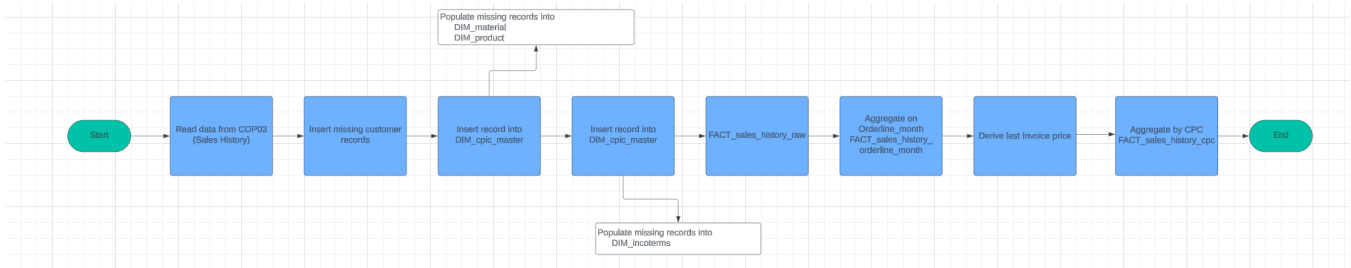 Populate missing records into
DIM_material
DIM_product
Start
Read data from COP03
(Sales History)
Insert missing customer
records
Insert record into
DIM_cpic_master
Insert record into
DIM_cpic_master
FACT_sales_history_raw
Aggregate on
Orderline_month
FACT_sales_history_
orderline_month
Derive last Invoice price
Aggregate by CPC
FACT_sales_history_cpc
End
Populate missing records into
DIM_incoterms